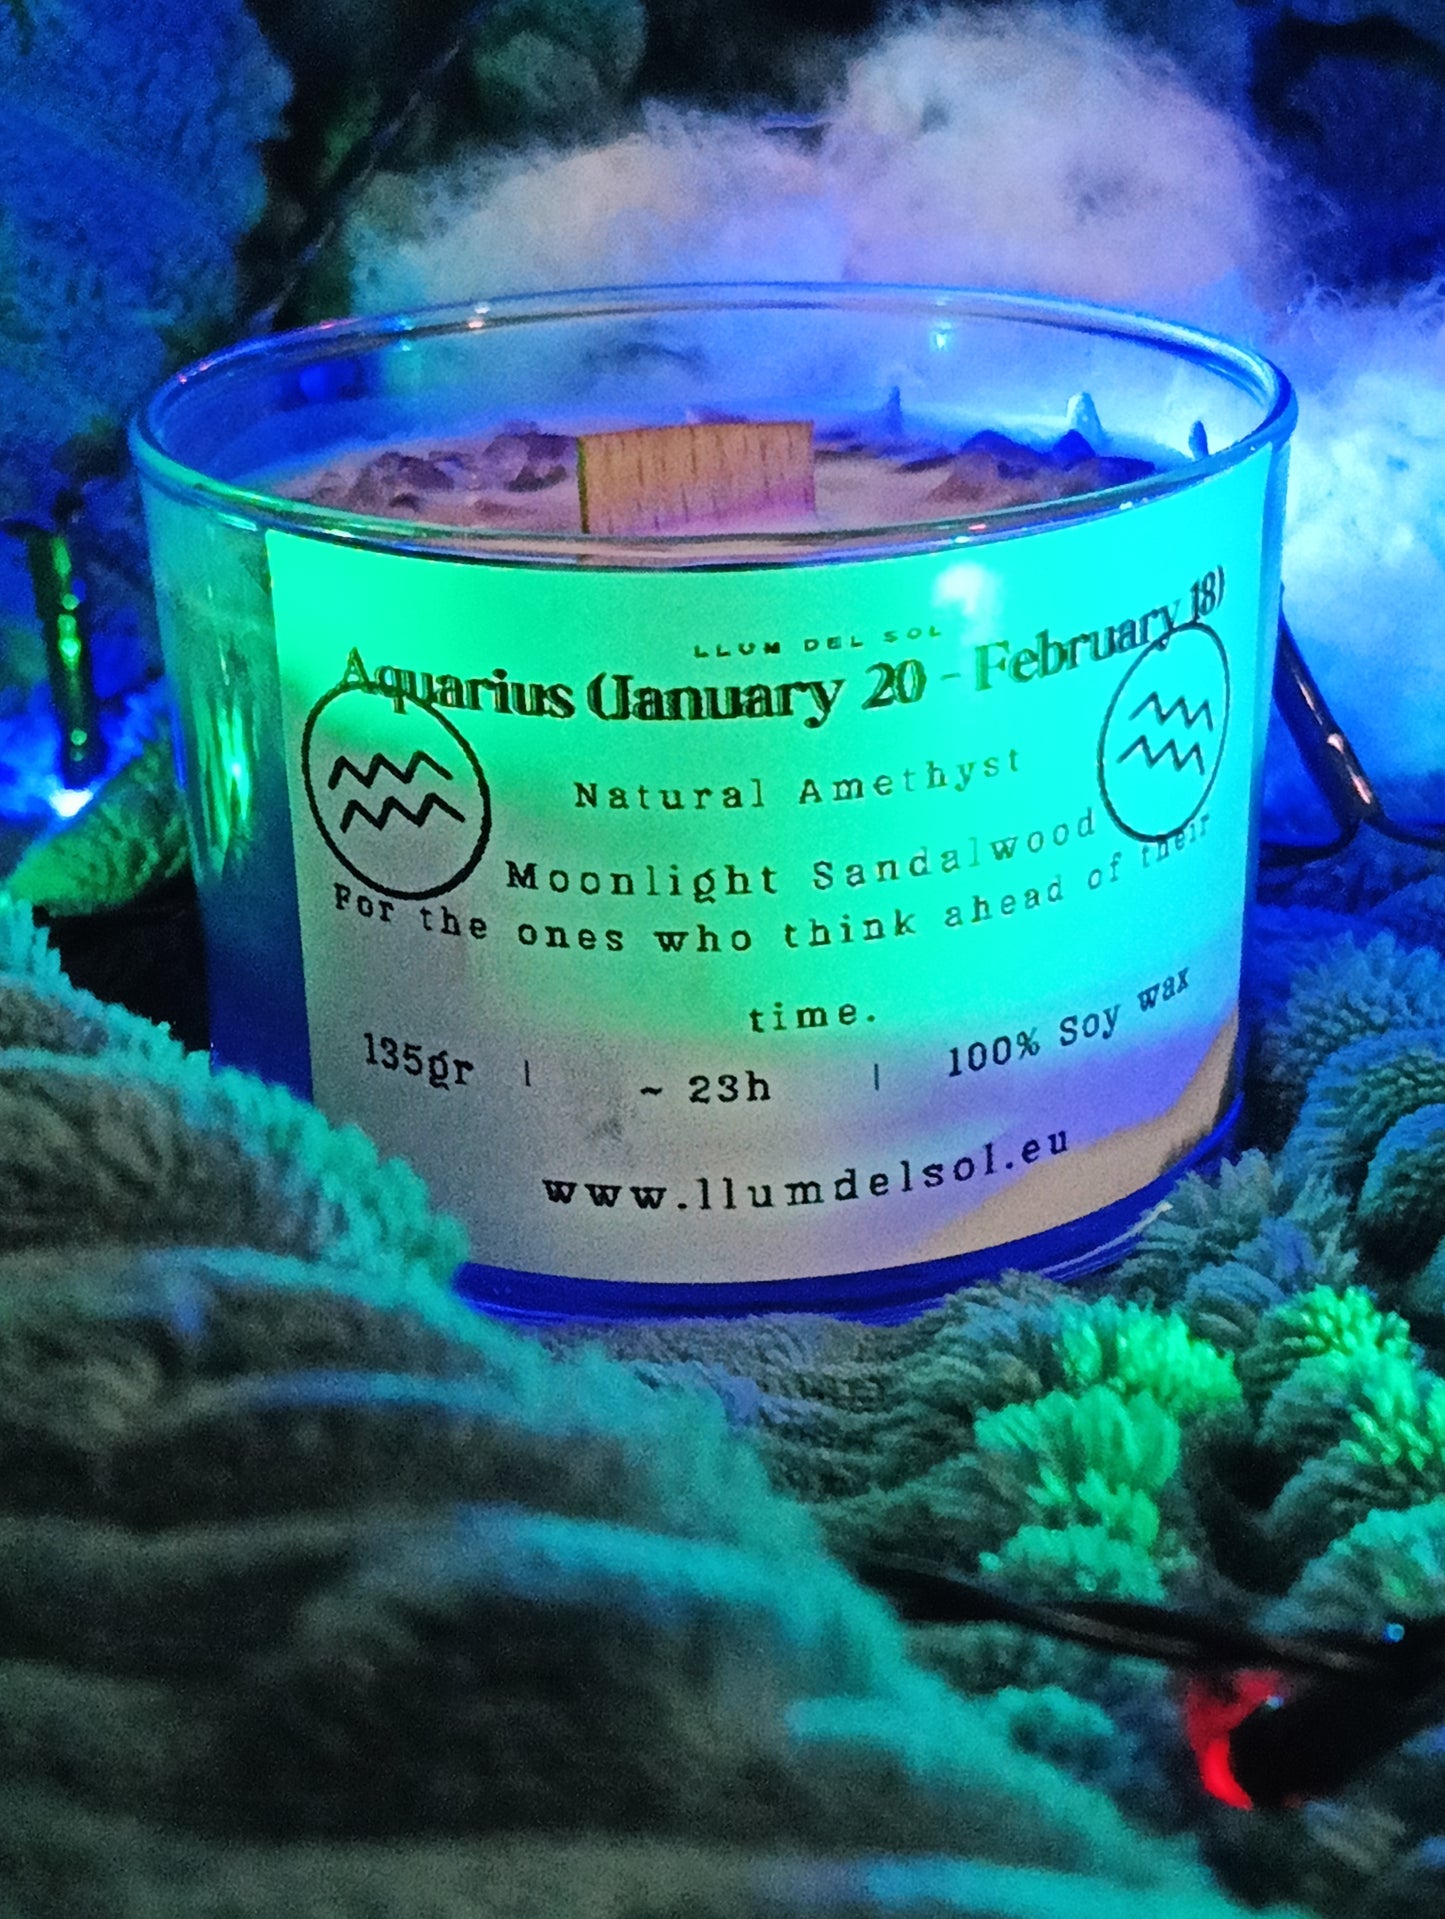 LLUM DEL SOL
Aquarius (January 20 - February 18)
Natural Amethyst
Moonlight Sandalwood
For the ones who think ahead of their
time.
135gr | ~ 23h | 100% Soy wax
www.llumdelsol.eu